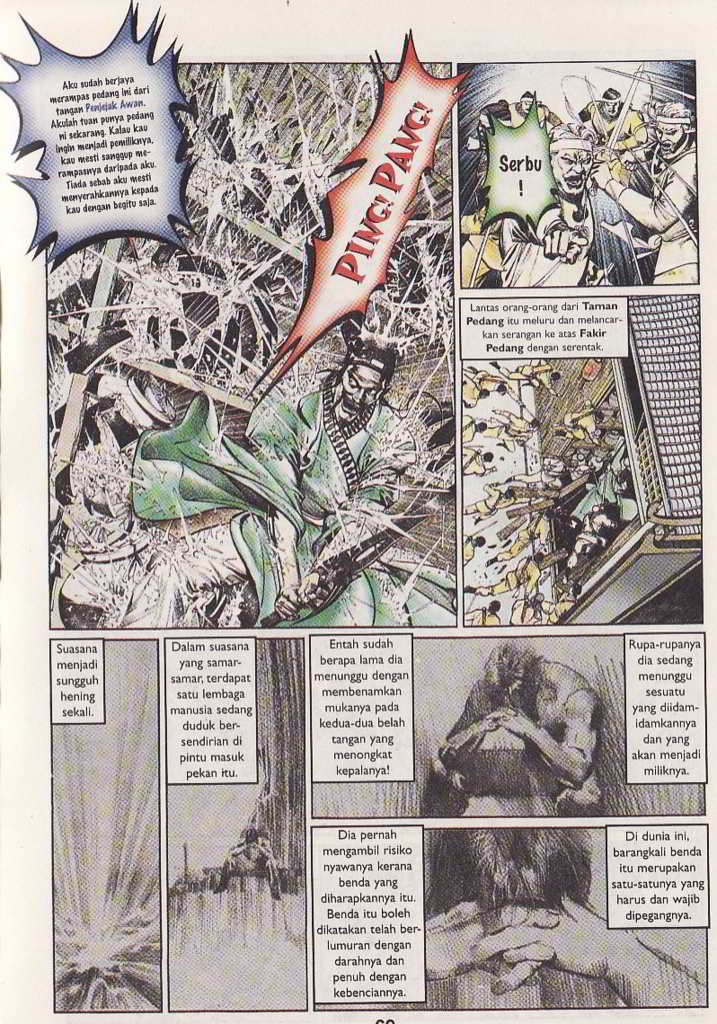 Aku sudah berjaya
merampas pedang ini dari
tangan Penjejak Awan.
Akulah tuan punya pedang
ni sekarang. Kalau kau
ingin menjadi pemiliknya,
kau mesti sanggup me-
rampasnya daripada aku.
Tiada sebab aku mesti
menyerahkannya kepada
kau dengan begitu saja.
PING! PANG!
Serbu
!
Lantas orang-orang dari Taman
Pedang itu meluru dan melancar-
kan serangan ke atas Fakir
Pedang dengan serentak.
Suasana
menjadi
sungguh
hening
sekali.
Dalam suasana
yang samar-
samar, terdapat
satu lembaga
manusia sedang
duduk ber-
sendirian di
pintu masuk
pekan itu.
Entah sudah
berapa lama dia
menunggu dengan
membenamkan
mukanya pada
kedua-dua belah
tangan yang
menongkat
kepalanya!
Rupa-rupanya
dia sedang
menunggu
sesuatu
yang diidam-
idamkannya
dan yang
akan menjadi
miliknya.
Dia pernah
mengambil risiko
nyawanya kerana
benda yang
diharapkannya itu.
Benda itu boleh
dikatakan telah ber-
lumuran dengan
darahnya dan
penuh dengan
kebenciannya.
Di dunia ini,
barangkali benda
itu merupakan
satu-satunya yang
harus dan wajib
dipegangnya.